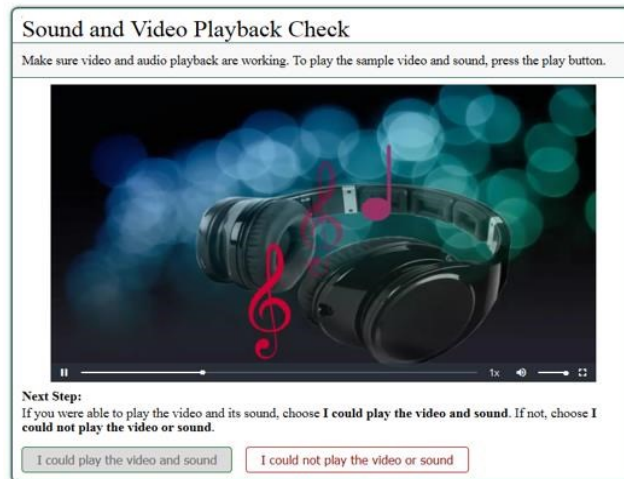 Sound and Video Playback Check
Make sure video and audio playback are working. To play the sample video and sound, press the play button.
1x
Next Step:
If you were able to play the video and its sound, choose I could play the video and sound. If not, choose I
could not play the video or sound.
I could play the video and sound
I could not play the video or sound